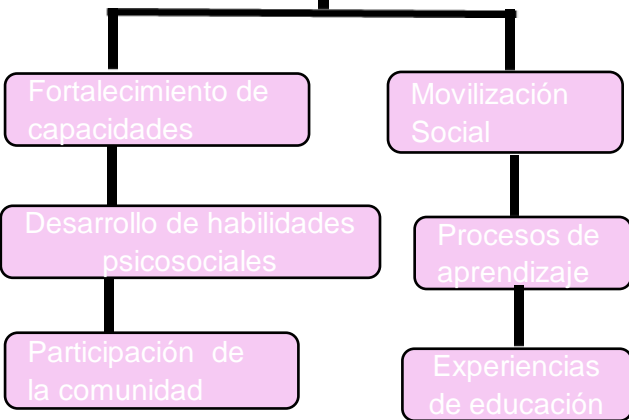 Fortalecimiento de
capacidades
Movilización
Social
Desarrollo de habilidades
psicosociales
Procesos de
aprendizaje
Participación de
la comunidad
Experiencias
de educación